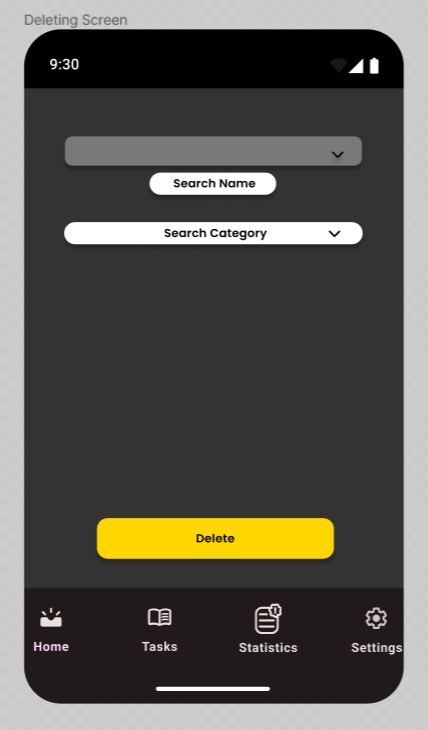 Deleting Screen
9:30
Search Name
Search Category
Delete
Home
Tasks
Statistics
Settings